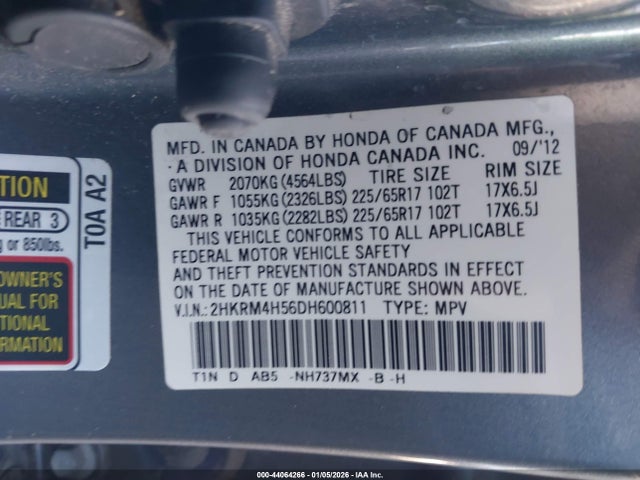 MFD. IN CANADA BY HONDA OF CANADA MFG.,
A DIVISION OF HONDA CANADA INC. 09/'12
GVWR 2070KG (4564LBS) TIRE SIZE RIM SIZE
GAWR F 1055KG (2326LBS) 225/65R17 102T 17X6.5J
GAWR R 1035KG (2282LBS) 225/65R17 102T 17X6.5J
THIS VEHICLE CONFORMS TO ALL APPLICABLE
FEDERAL MOTOR VEHICLE SAFETY
AND THEFT PREVENTION STANDARDS IN EFFECT
ON THE DATE OF MANUFACTURE SHOWN ABOVE.
V.I.N.: 2HKRM4H56DH600811 TYPE: MPV
T1N D AB5 -NH737MX -B -H
TION
REAR 3
g or 850lbs.
T0A A2
OWNER'S
UAL FOR
TIONAL
ORMATION
000-44064266 - 01/05/2026 - IAA Inc.